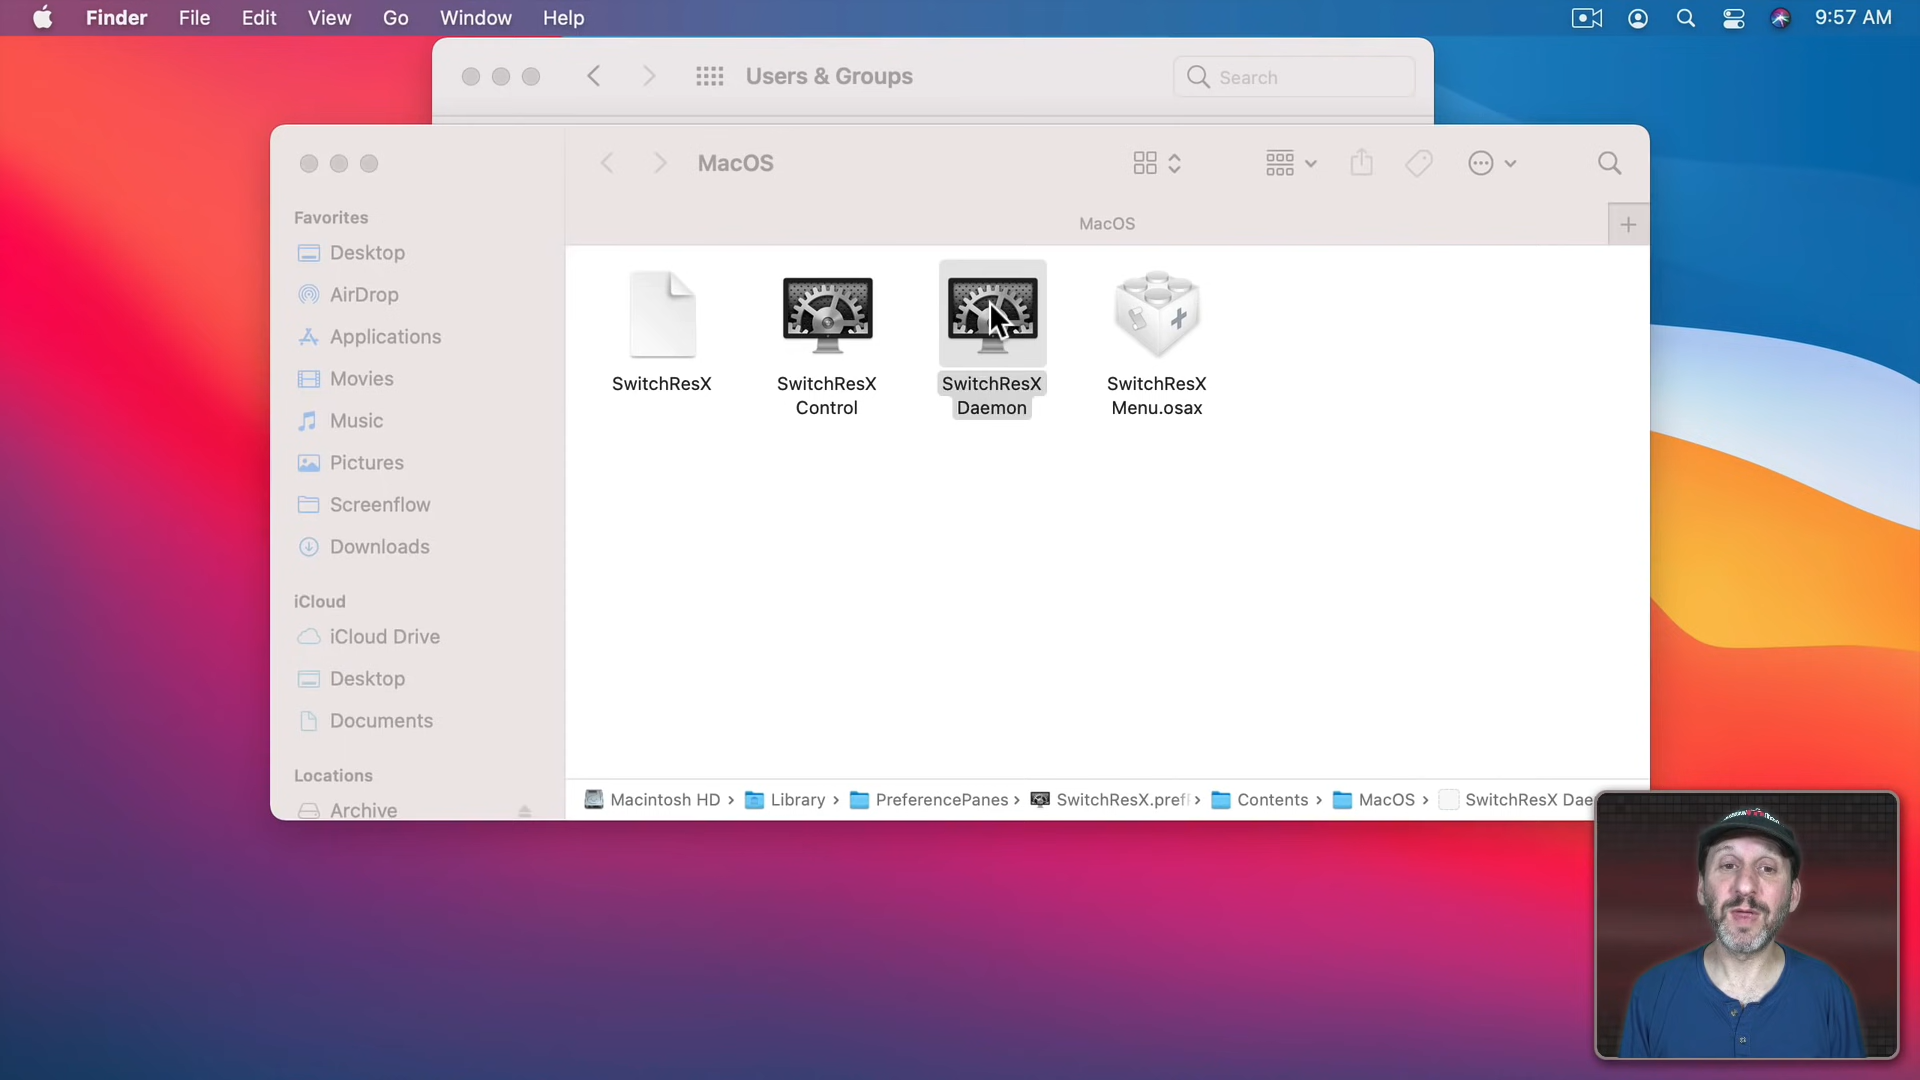 Finder File Edit View Go Window Help 9:57 AM
Users & Groups
Search
MacOS
MacOS
Favorites
Desktop
AirDrop
Applications
Movies
Music
Pictures
Screenflow
Downloads
iCloud
iCloud Drive
Desktop
Documents
Locations
Archive
SwitchResX
SwitchResX
Control
SwitchResX
Daemon
SwitchResX
Menu.osax
Macintosh HD › Library › PreferencePanes › SwitchResX.pref › Contents › MacOS › SwitchResX Dae